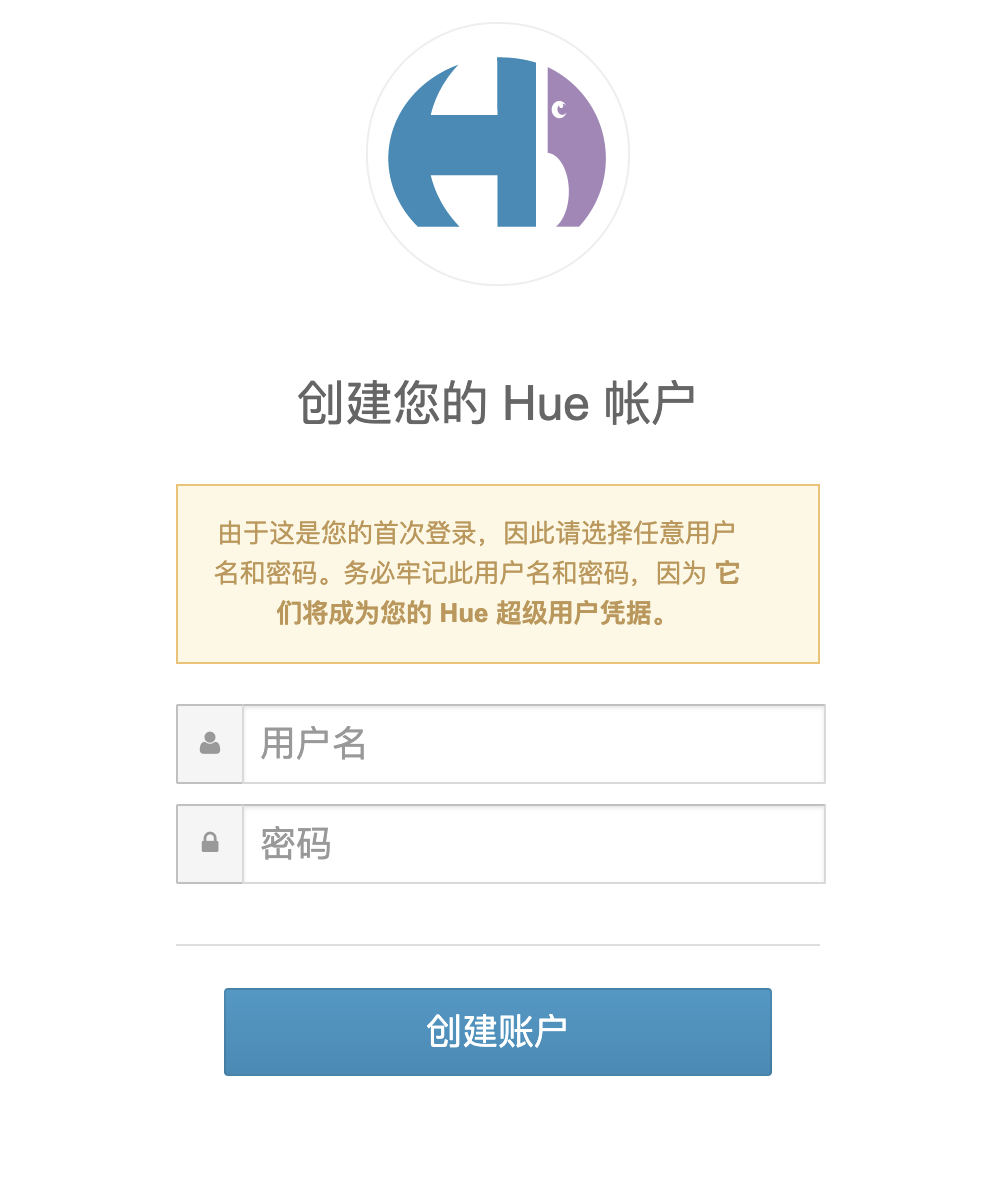 创建您的 Hue 帐户
由于这是您的首次登录，因此请选择任意用户
名和密码。务必牢记此用户名和密码，因为 它
们将成为您的 Hue 超级用户凭据。
用户名
密码
创建账户